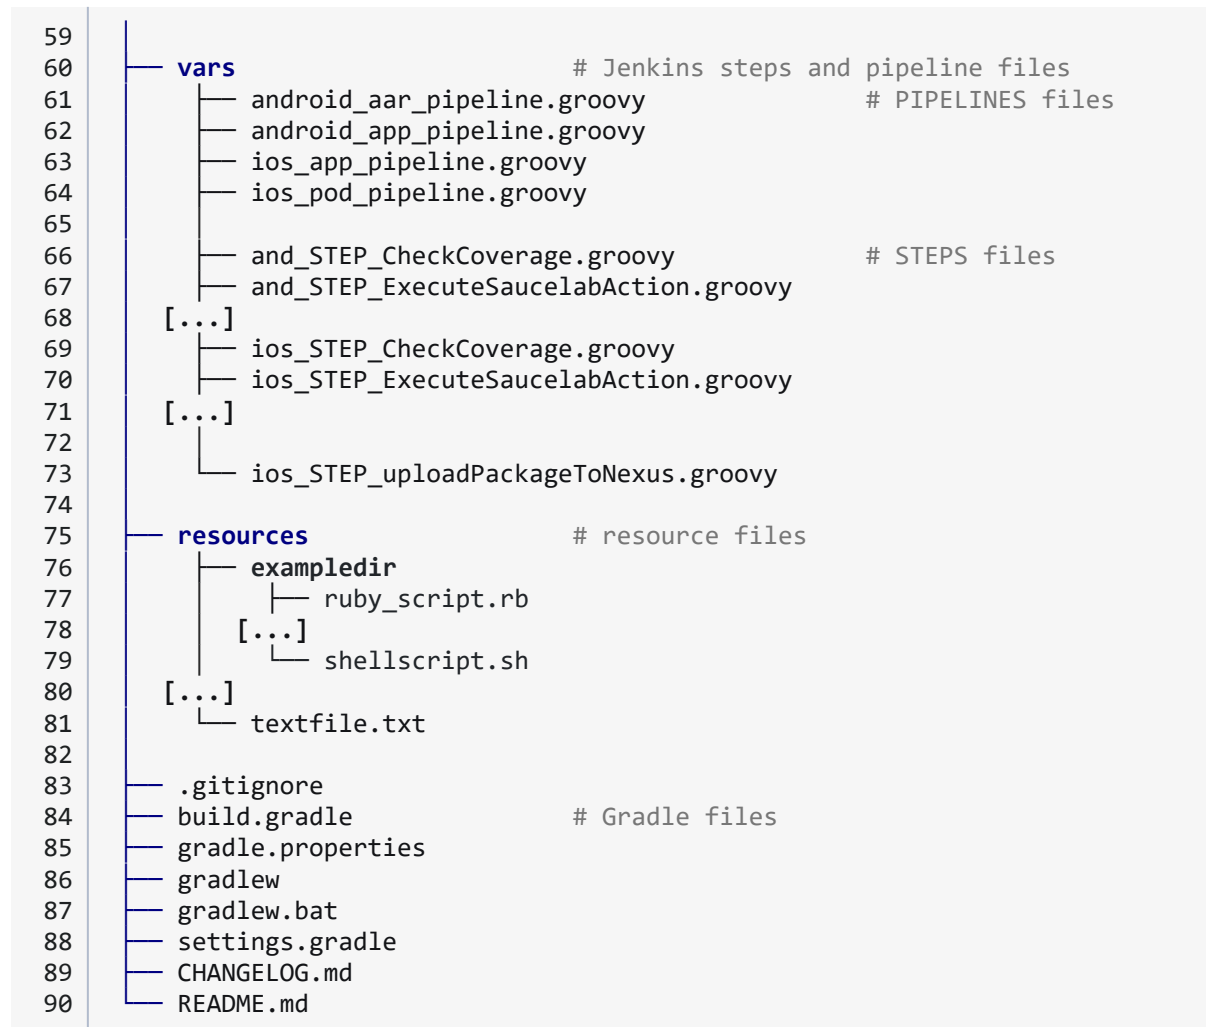 59 │
60 ├── vars # Jenkins steps and pipeline files
61 │ ├── android_aar_pipeline.groovy # PIPELINES files
62 │ ├── android_app_pipeline.groovy
63 │ ├── ios_app_pipeline.groovy
64 │ ├── ios_pod_pipeline.groovy
65 │ │
66 │ ├── and_STEP_CheckCoverage.groovy # STEPS files
67 │ ├── and_STEP_ExecuteSaucelabAction.groovy
68 │ [...]
69 │ ├── ios_STEP_CheckCoverage.groovy
70 │ ├── ios_STEP_ExecuteSaucelabAction.groovy
71 │ [...]
72 │ │
73 │ └── ios_STEP_uploadPackageToNexus.groovy
74 │
75 ├── resources # resource files
76 │ ├── exampledir
77 │ │ ├── ruby_script.rb
78 │ │ [...]
79 │ │ └── shellscript.sh
80 │ [...]
81 │ └── textfile.txt
82 │
83 ├── .gitignore
84 ├── build.gradle # Gradle files
85 ├── gradle.properties
86 ├── gradlew
87 ├── gradlew.bat
88 ├── settings.gradle
89 ├── CHANGELOG.md
90 └── README.md